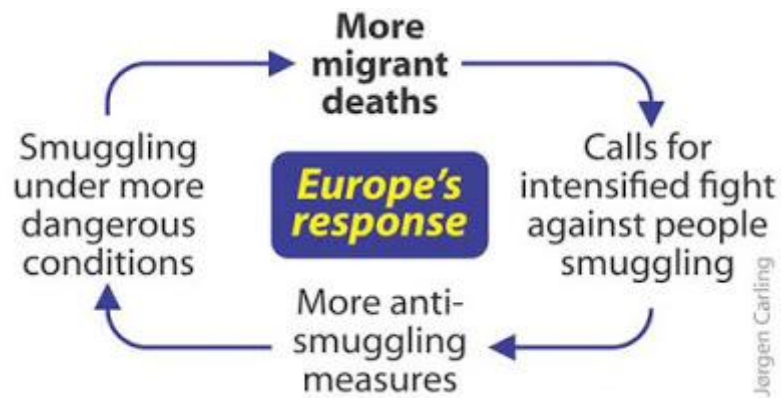 More
migrant
deaths
Calls for
intensified fight
against people
smuggling
More anti-
smuggling
measures
Smuggling
under more
dangerous
conditions
Europe's
response
Jørgen Carling